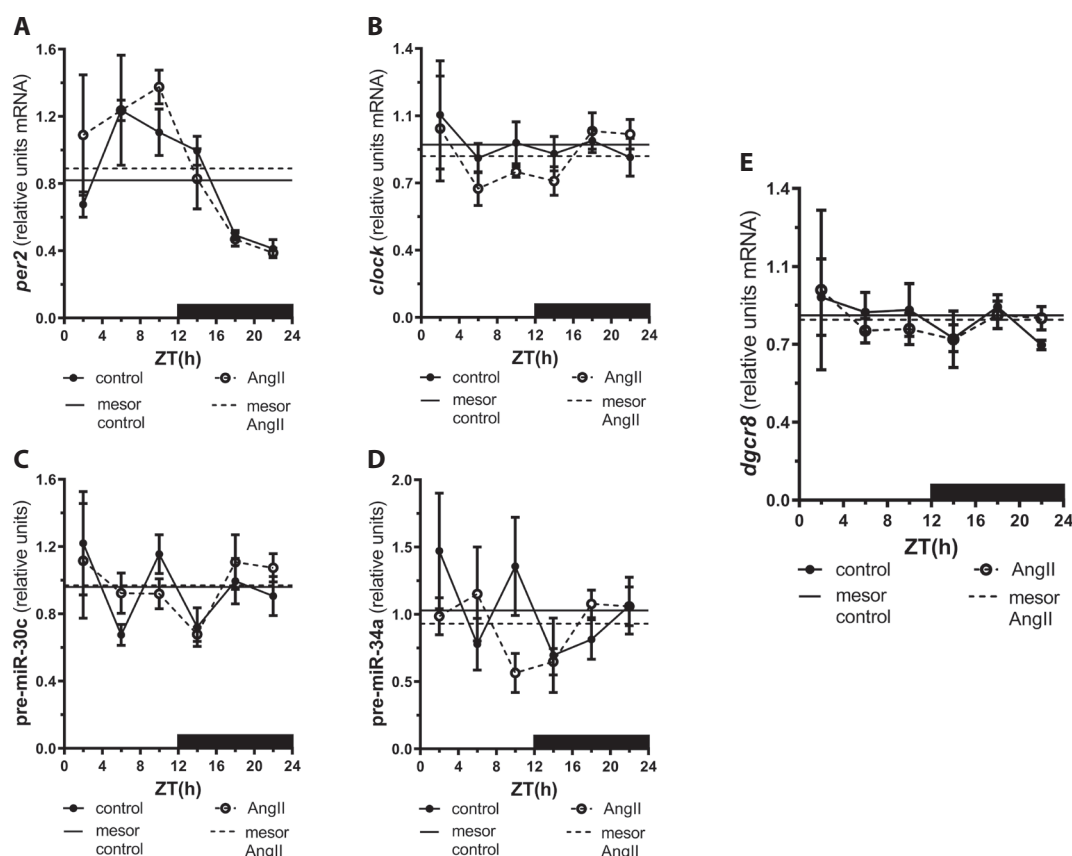 A
per2 (relative units mRNA)
1.6
1.2
0.8
0.4
0.0
0 4 8 12 16 20 24
ZT(h)
control AngII
mesor control mesor AngII
B
clock (relative units mRNA)
1.4
1.1
0.7
0.4
0.0
0 4 8 12 16 20 24
ZT(h)
control AngII
mesor control mesor AngII
C
pre-miR-30c (relative units)
1.6
1.2
0.8
0.4
0.0
0 4 8 12 16 20 24
ZT(h)
control AngII
mesor control mesor AngII
D
pre-miR-34a (relative units)
2.0
1.5
1.0
0.5
0.0
0 4 8 12 16 20 24
ZT(h)
control AngII
mesor control mesor AngII
E
dgcr8 (relative units mRNA)
1.4
1.1
0.7
0.4
0.0
0 4 8 12 16 20 24
ZT(h)
control AngII
mesor control mesor AngII